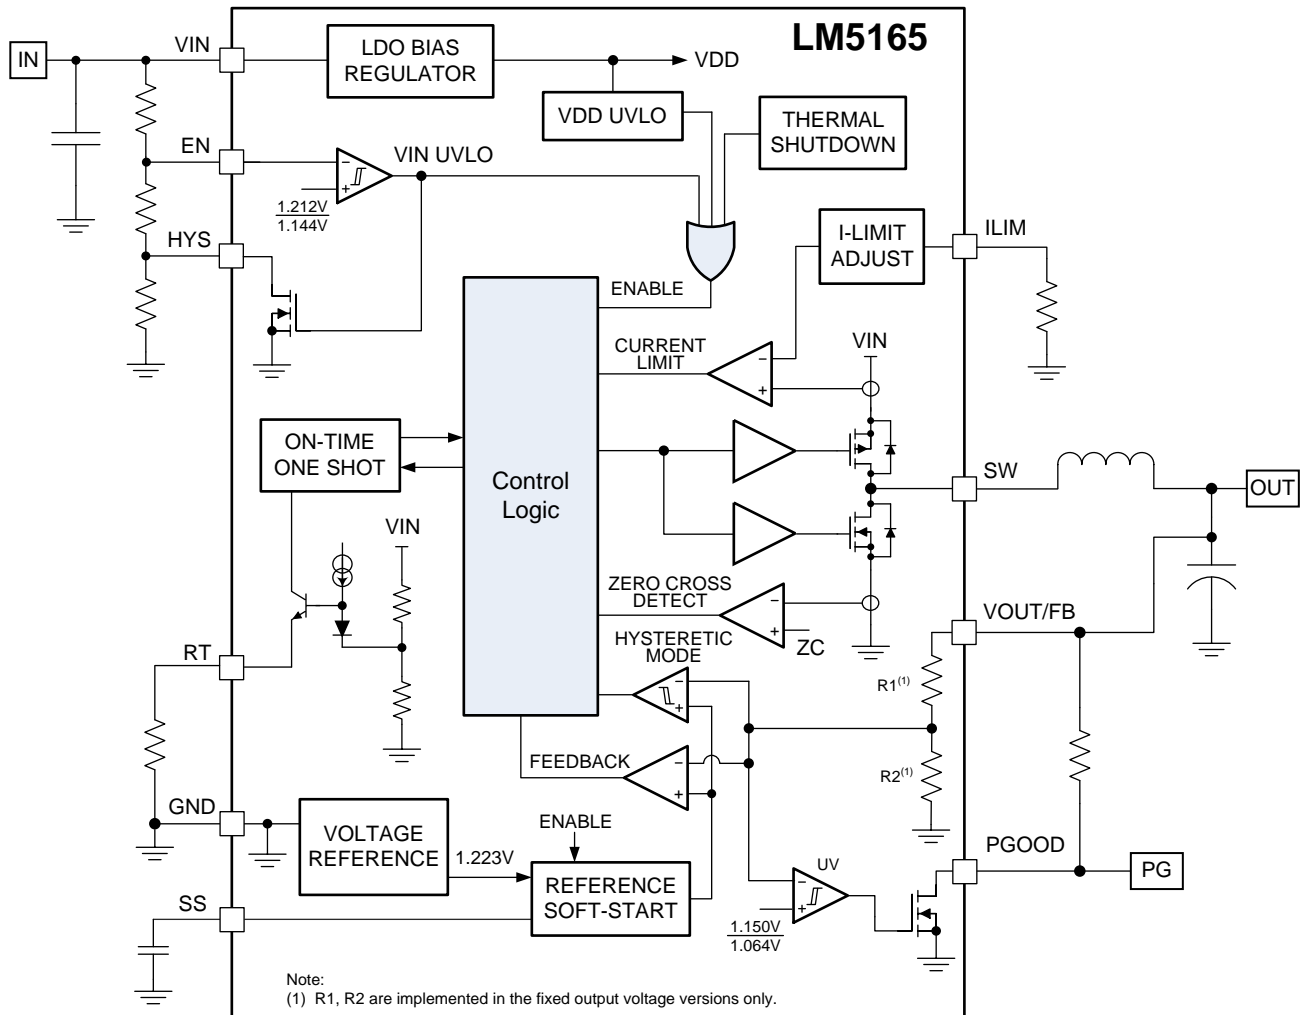 LM5165
IN
VIN
LDO BIAS
REGULATOR
VDD
VDD UVLO
THERMAL
SHUTDOWN
EN
VIN UVLO
-
+
1.212V
1.144V
HYS
I-LIMIT
ADJUST
ILIM
ENABLE
CURRENT
LIMIT
-
+
VIN
ON-TIME
ONE SHOT
Control
Logic
SW
OUT
VIN
ZERO CROSS
DETECT
-
+
ZC
VOUT/FB
HYSTERETIC
MODE
-
+
RT
R1(1)
FEEDBACK
-
+
R2(1)
GND
VOLTAGE
REFERENCE
1.223V
ENABLE
REFERENCE
SOFT-START
SS
UV
-
+
1.150V
1.064V
PGOOD
PG
Note:
(1) R1, R2 are implemented in the fixed output voltage versions only.